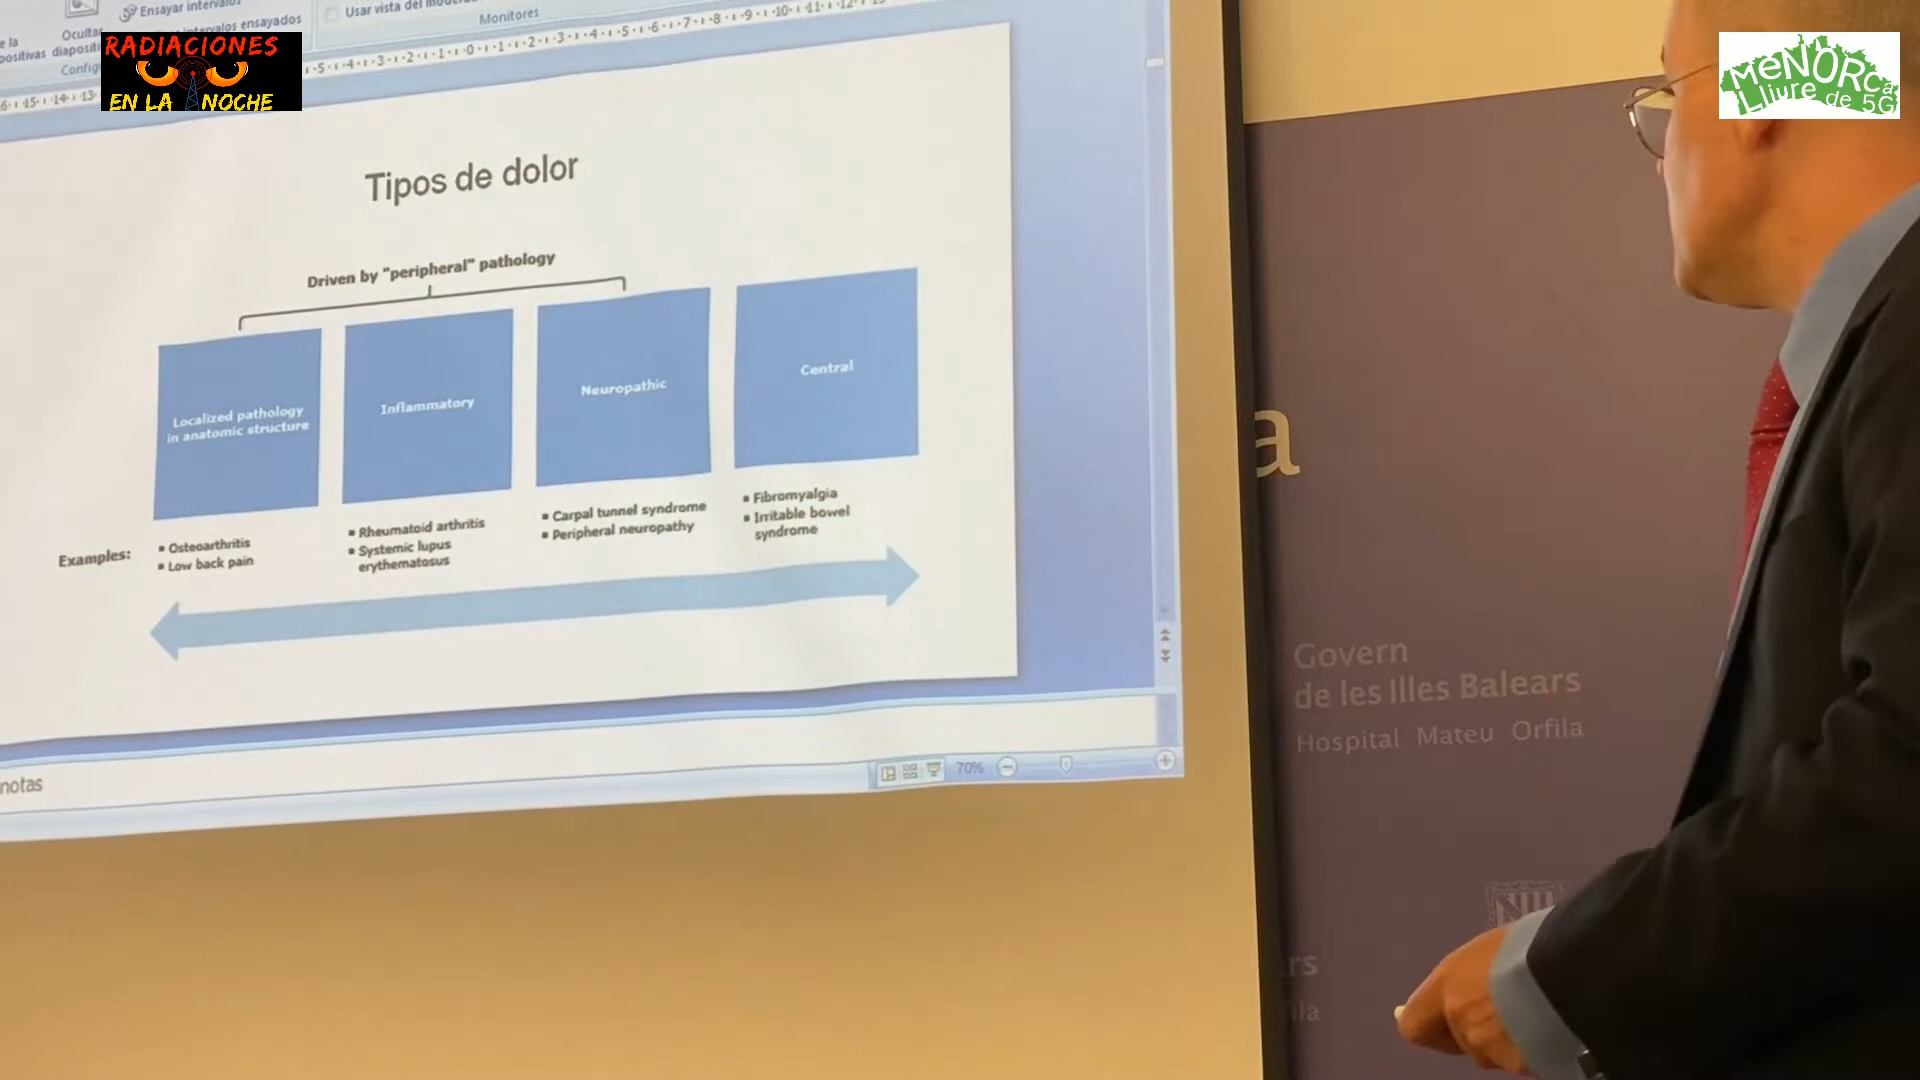 Ensayar intervalos
Usar vista del
Monitores
Ocultar
intervalos ensayados
RADIACIONES
EN LA NOCHE
MENORCa
Lliure de 5G
Tipos de dolor
Driven by "peripheral" pathology
Localized pathology
in anatomic structure
Inflammatory
Neuropathic
Central
Examples:
▪ Osteoarthritis
▪ Low back pain
▪ Rheumatoid arthritis
▪ Systemic lupus
erythematosus
▪ Carpal tunnel syndrome
▪ Peripheral neuropathy
▪ Fibromyalgia
▪ Irritable bowel
syndrome
notas
70%
a
Govern
de les Illes Balears
Hospital Mateu Orfila
rs